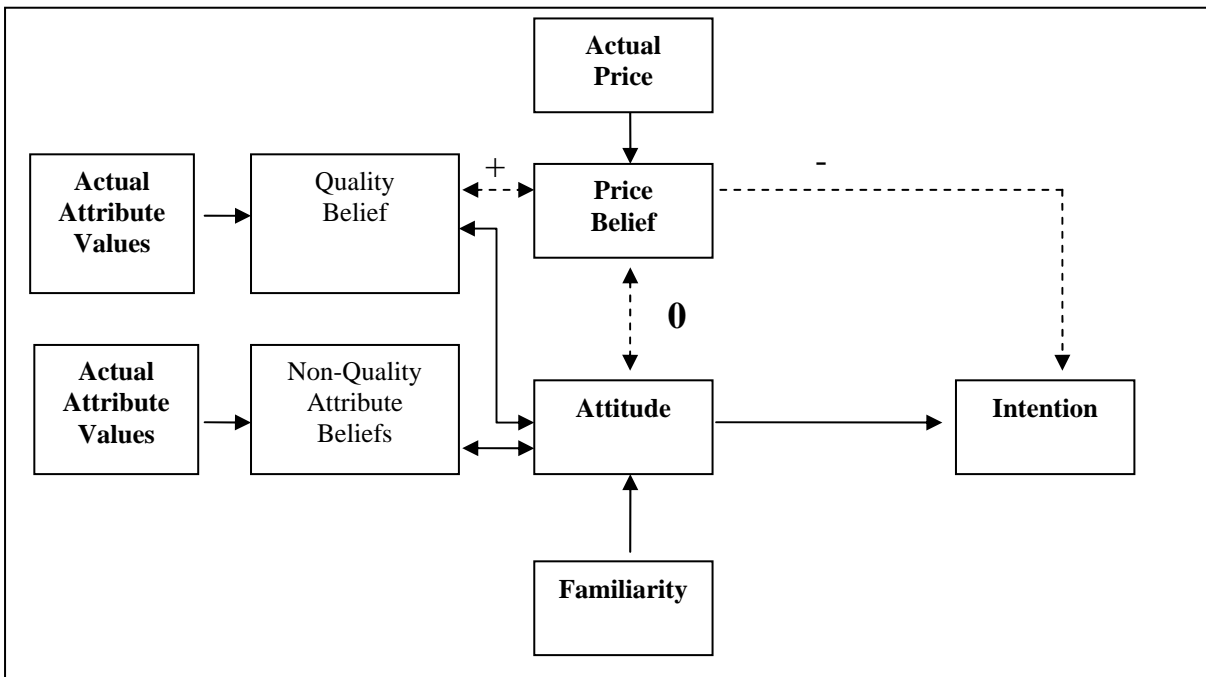 Actual
Price
+
-
Actual
Attribute
Values
Quality
Belief
Price
Belief
0
Actual
Attribute
Values
Non-Quality
Attribute
Beliefs
Attitude
Intention
Familiarity